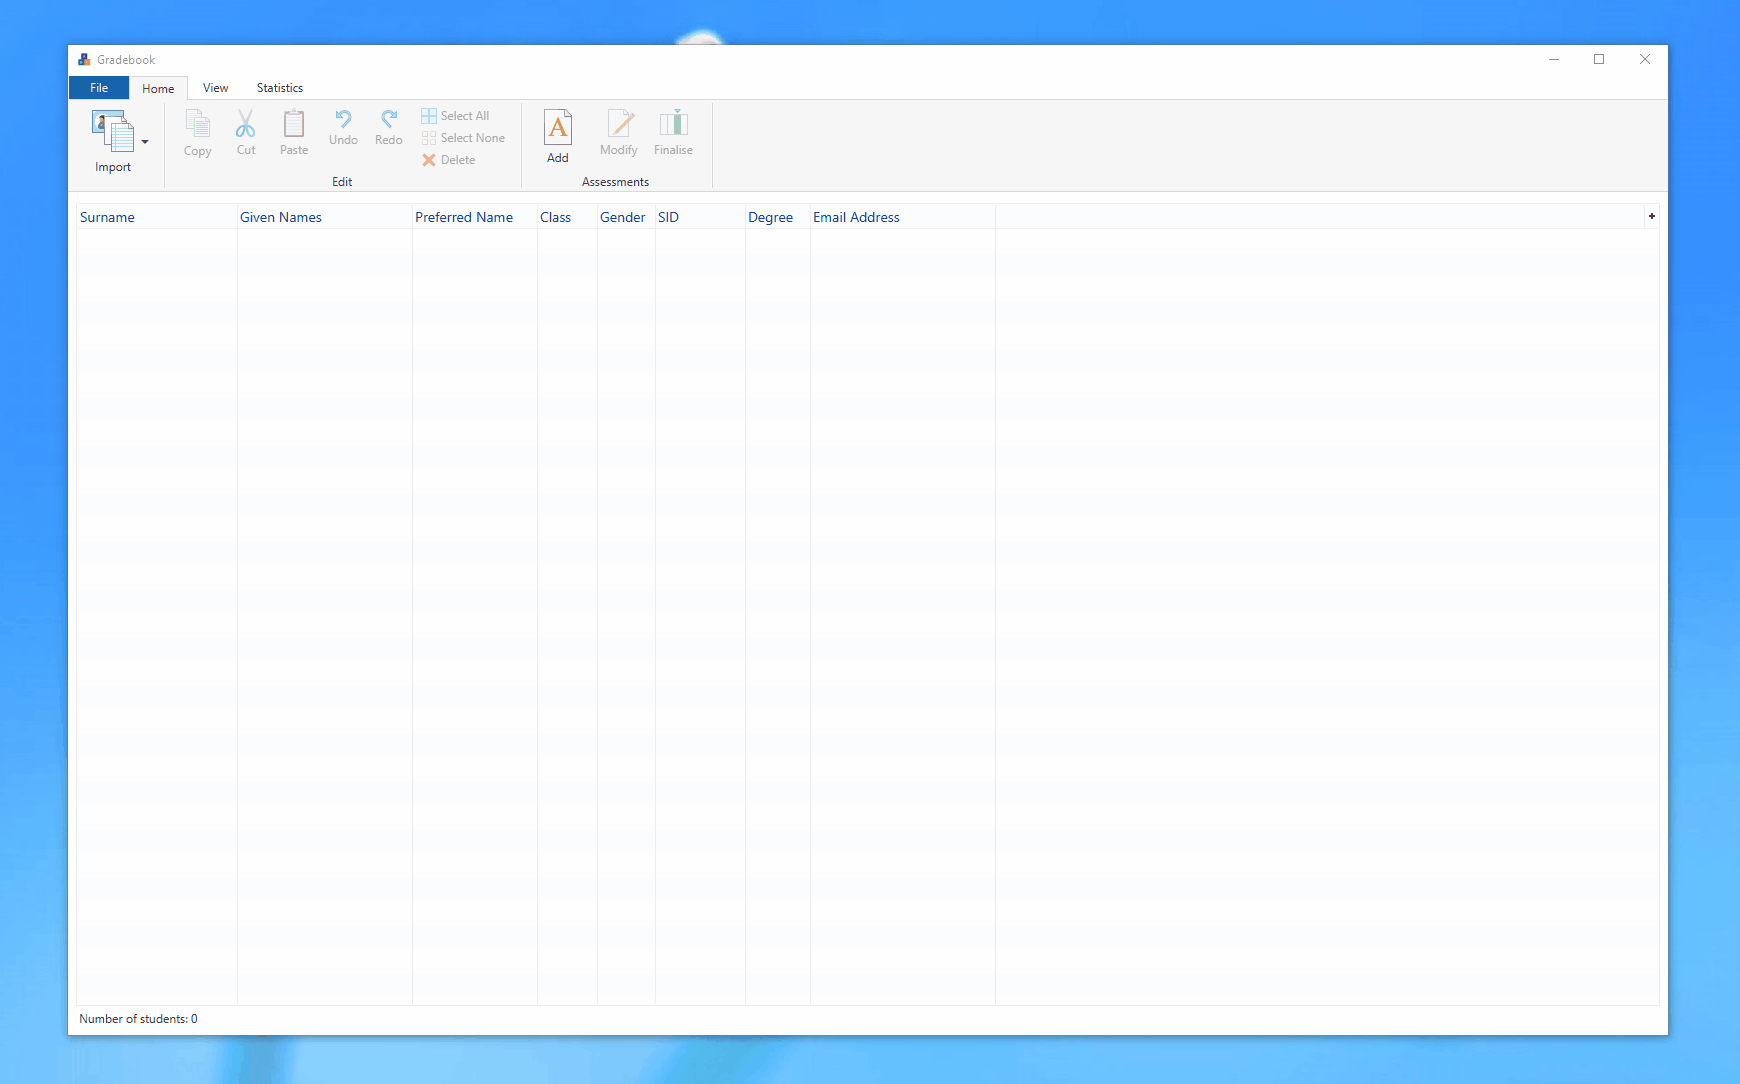 Gradebook
File Home View Statistics
Import
Copy Cut Paste Undo Redo
Select All
Select None
Delete
Edit
Add Modify Finalise
Assessments
Surname Given Names Preferred Name Class Gender SID Degree Email Address +
Number of students: 0